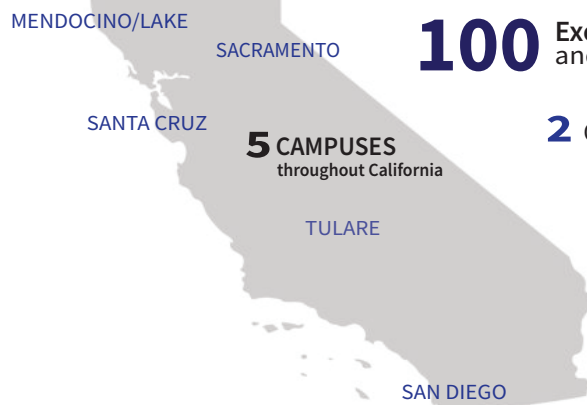 MENDOCINO/LAKE
SACRAMENTO
100
SANTA CRUZ
5 CAMPUSES
throughout California
2
TULARE
SAN DIEGO